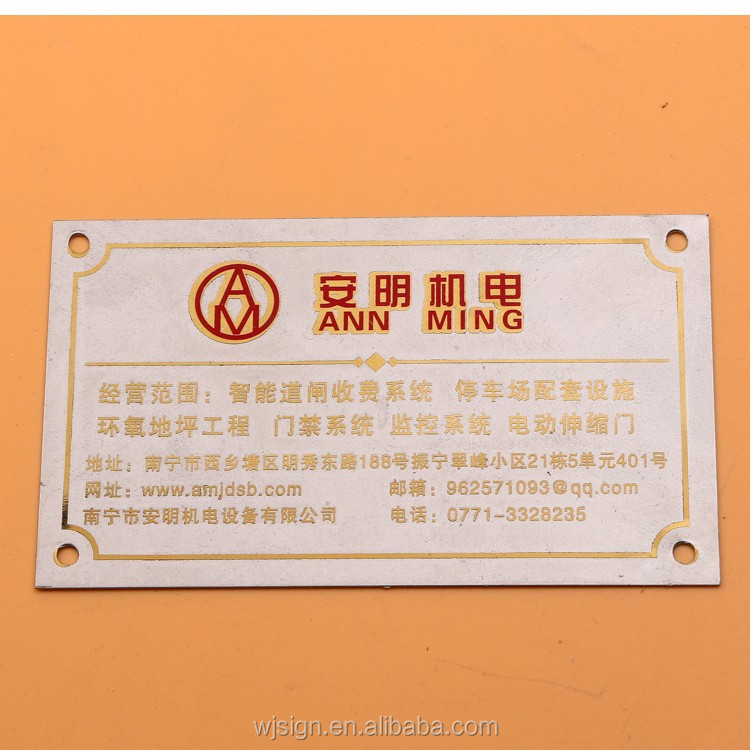 安明机电
ANN MING
经营范围：智能道闸收费系统 停车场配套设施
环氧地坪工程 门禁系统 监控系统 电动伸缩门
地址：南宁市西乡塘区明秀东路188号振宁翠峰小区21栋5单元401号
网址：www.amjdsb.com 邮箱：962571093@qq.com
南宁市安明机电设备有限公司 电话：0771-3328235
wjsign.en.alibaba.com